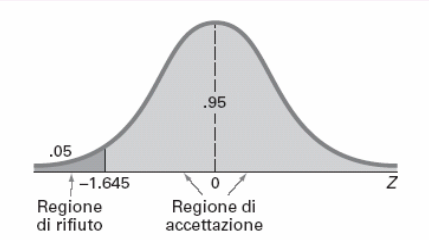 .95
.05
−1.645
0
Z
Regione
di rifiuto
Regione di
accettazione